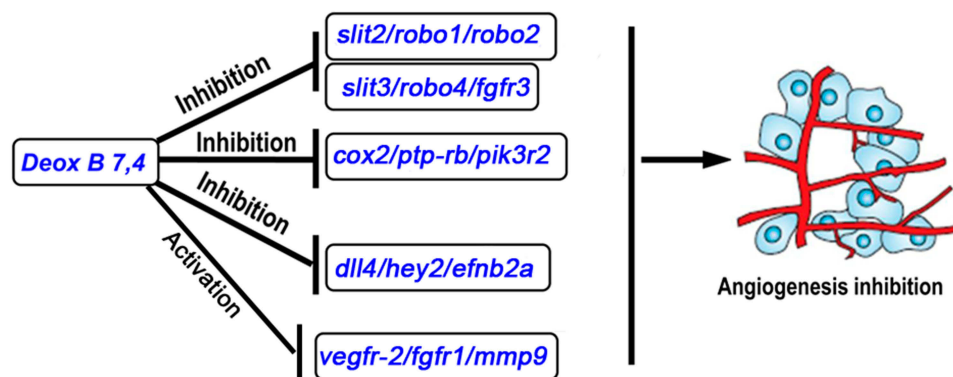 slit2/robo1/robo2
Inhibition
slit3/robo4/fgfr3
Inhibition
Deox B 7,4
cox2/ptp-rb/pik3r2
Inhibition
dll4/hey2/efnb2a
Activation
Angiogenesis inhibition
vegfr-2/fgfr1/mmp9